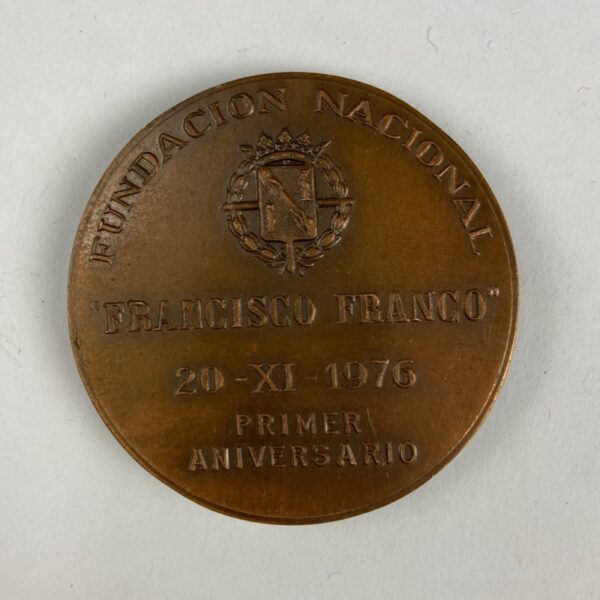 FUNDACION NACIONAL
"FRANCISCO FRANCO"
20-XI-1976
PRIMER
ANIVERSARIO